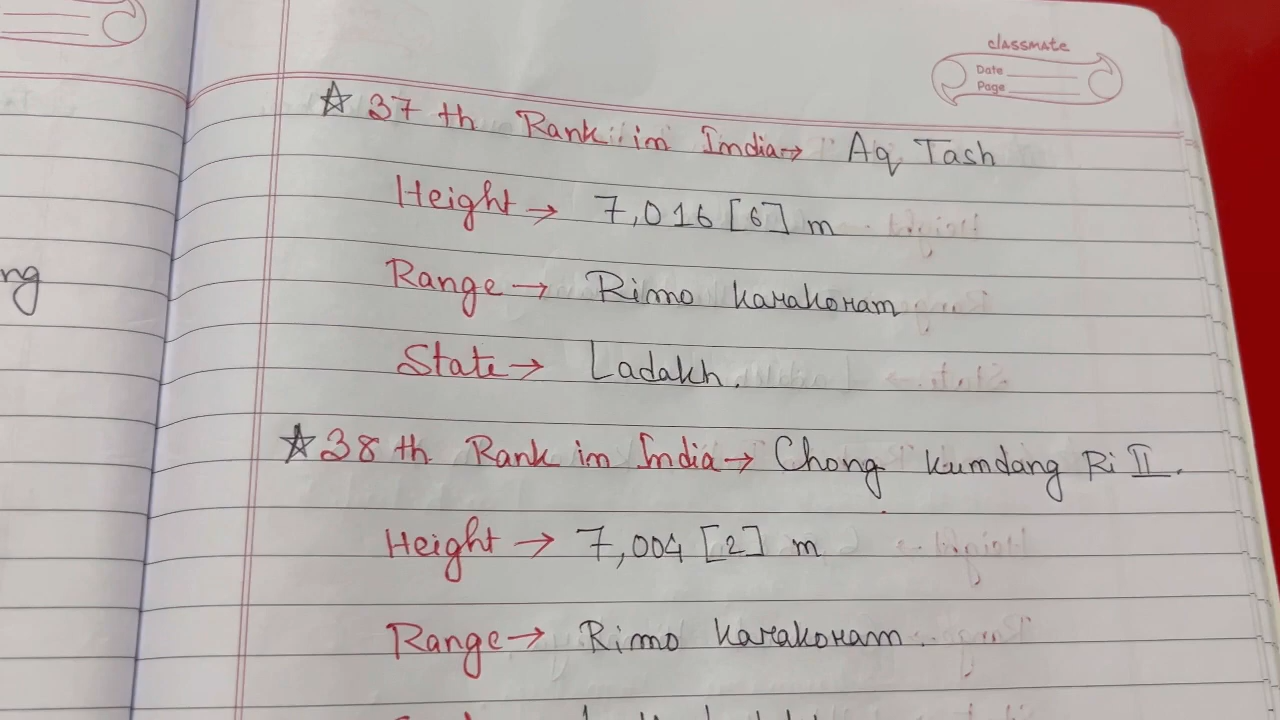 classmate
Date
Page
☆ 37 th Rank in India→ Aq Tash
Height → 7,016 [6] m
Range → Rimo Karakoram
State → Ladakh.
ng
☆ 38 th Rank in India → Chong Kumdang Ri II.
Height → 7,004 [2] m
Range → Rimo Karakoram.